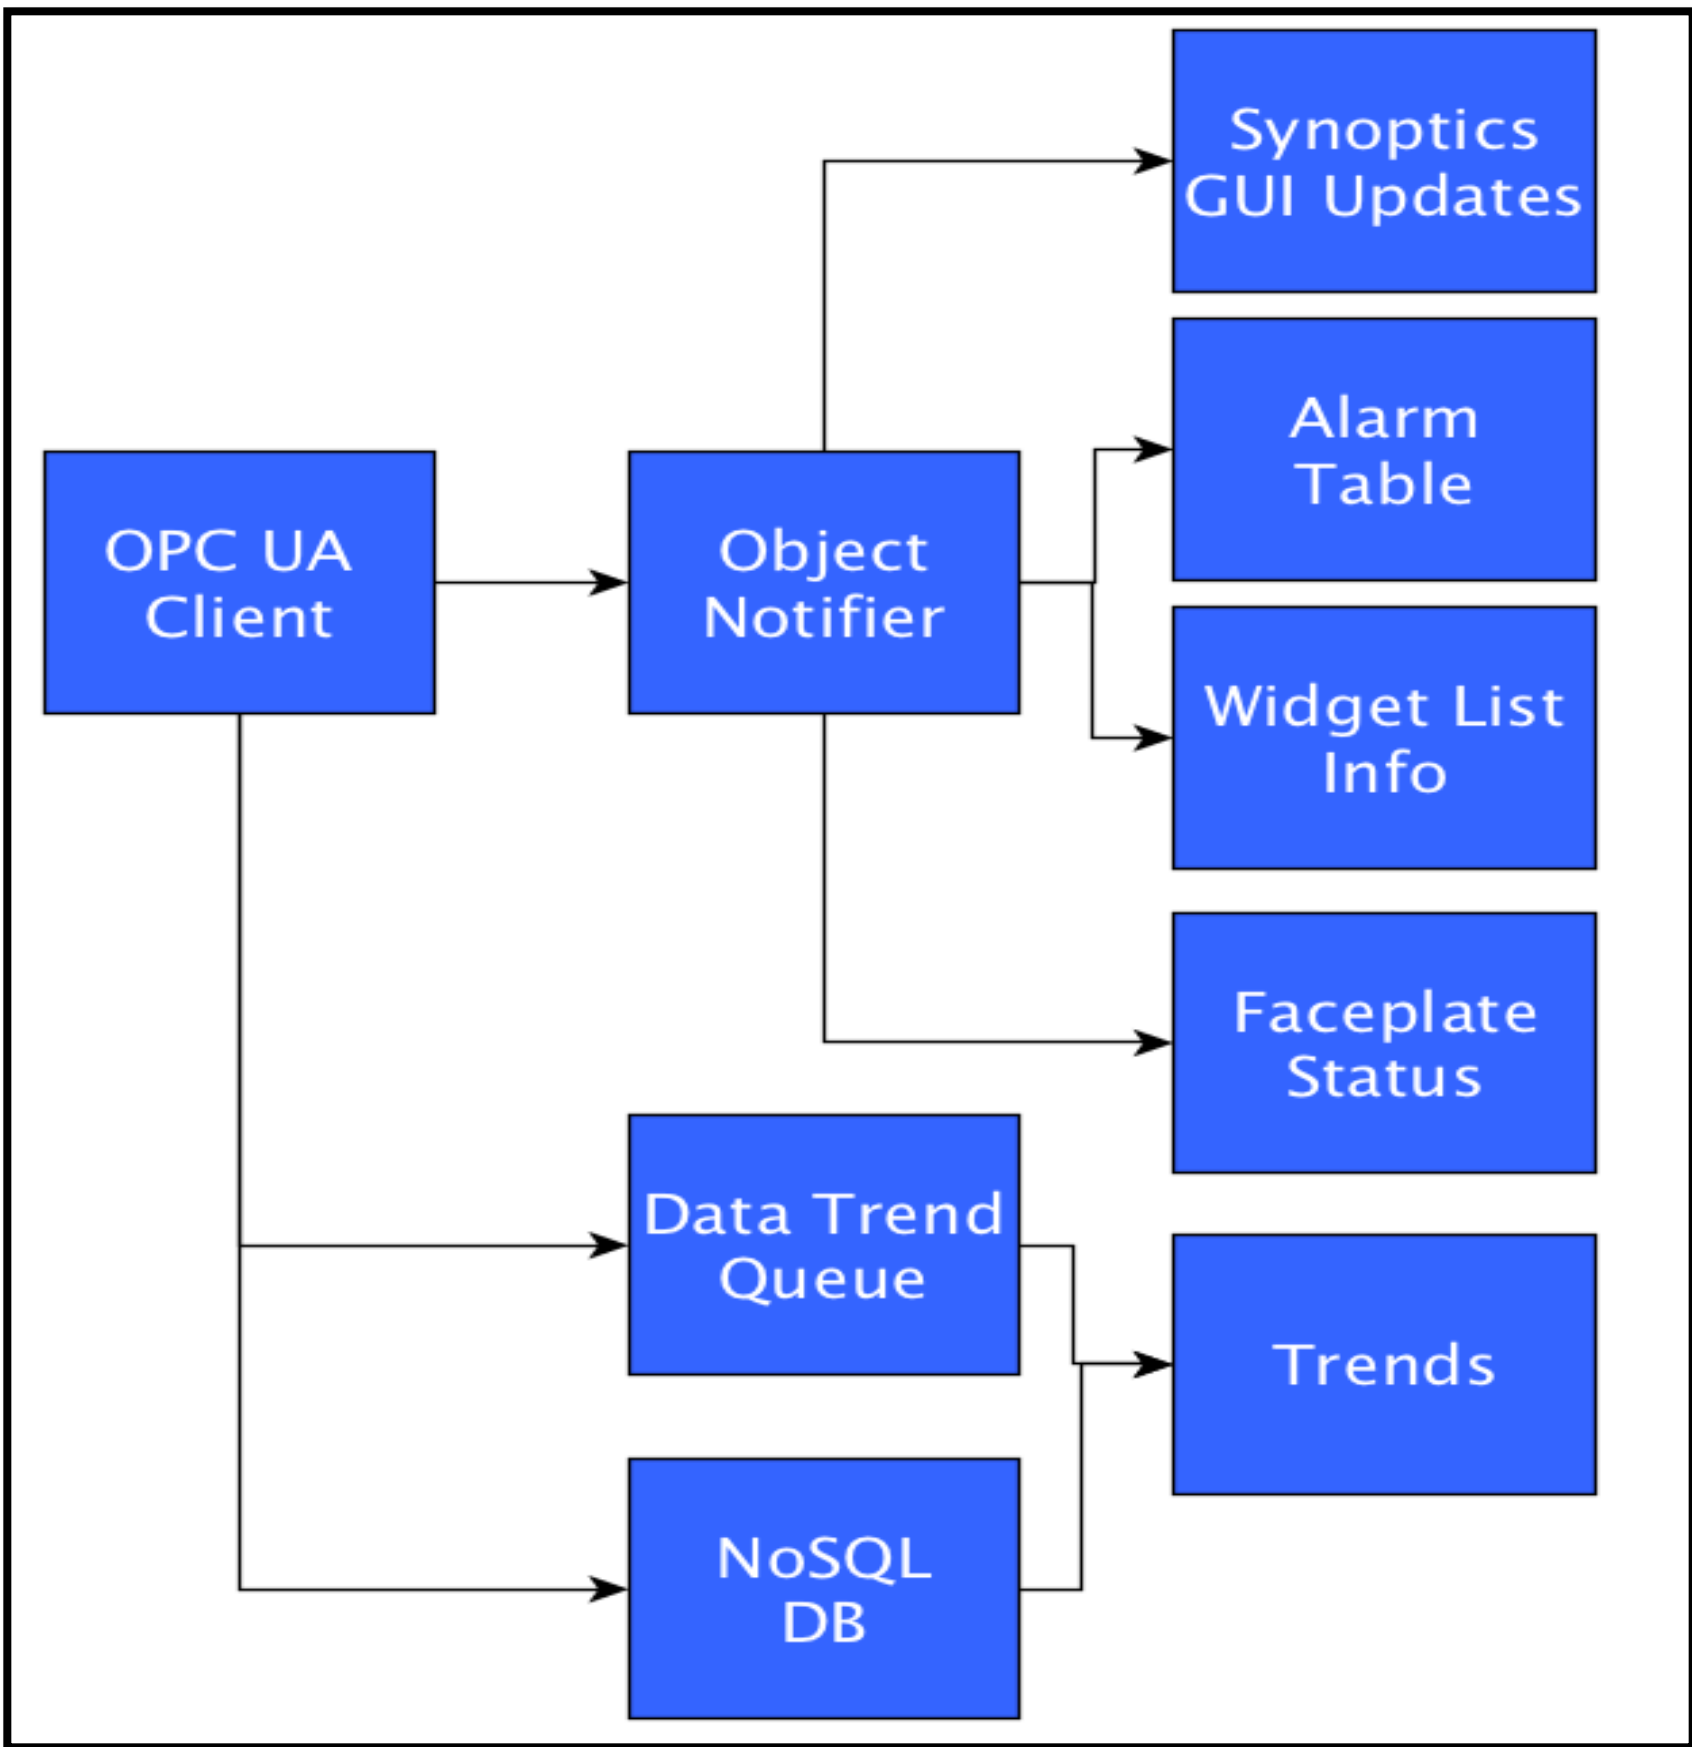 Synoptics
GUI Updates
Alarm
Table
OPC UA
Client
Object
Notifier
Widget List
Info
Faceplate
Status
Data Trend
Queue
Trends
NoSQL
DB